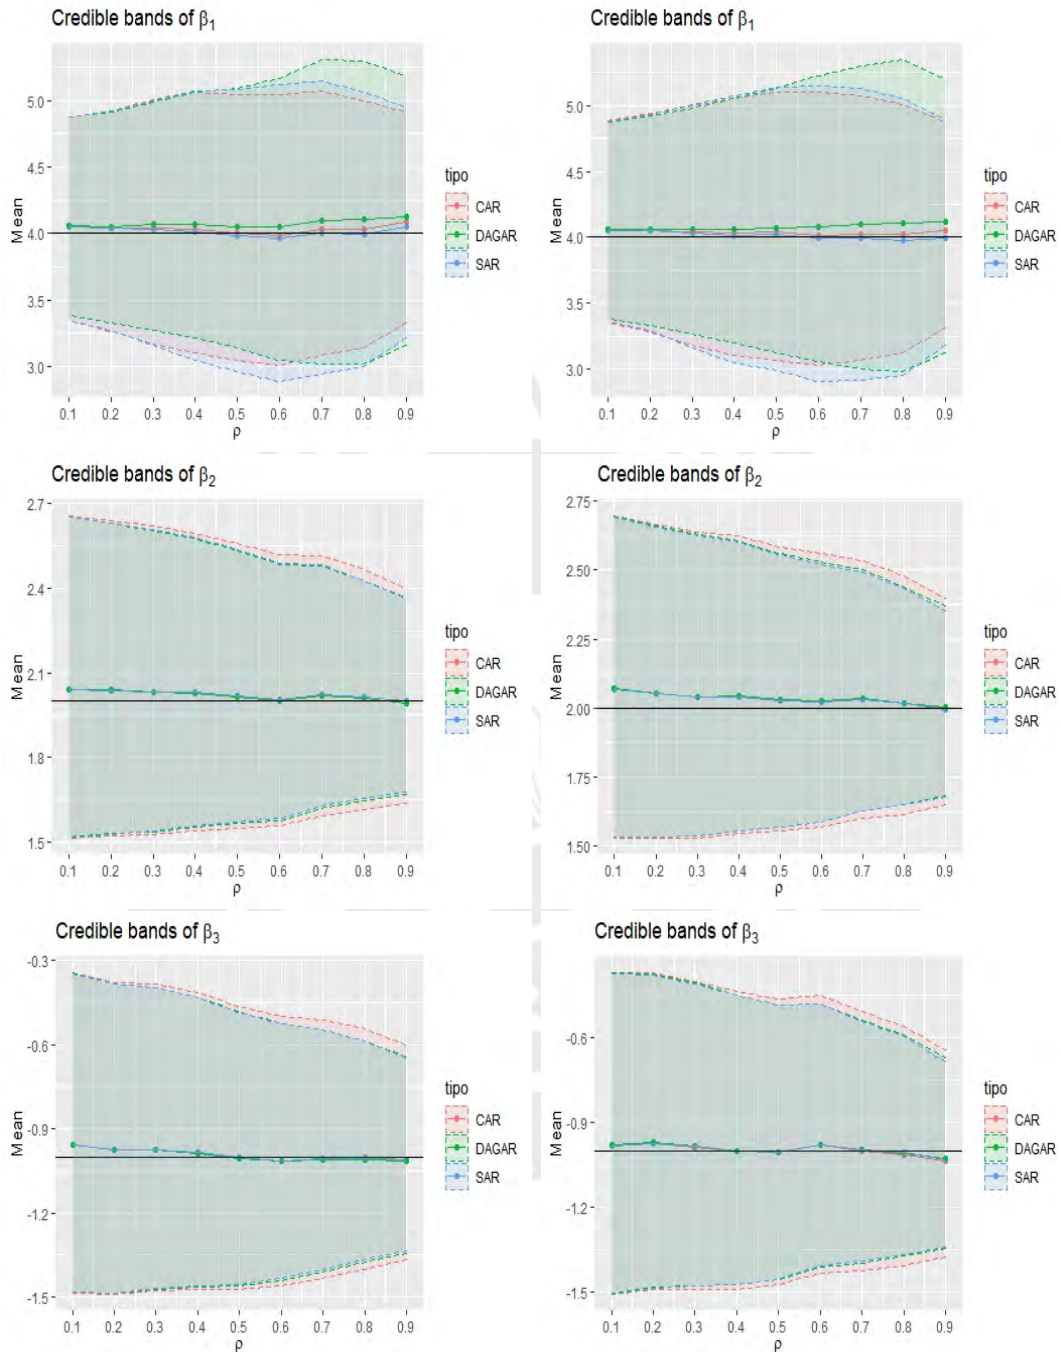 Credible bands of β1
Mean
5.0
4.5
4.0
3.5
3.0
0.1 0.2 0.3 0.4 0.5 0.6 0.7 0.8 0.9
ρ
tipo
CAR
DAGAR
SAR
Credible bands of β1
Mean
5.0
4.5
4.0
3.5
3.0
0.1 0.2 0.3 0.4 0.5 0.6 0.7 0.8 0.9
ρ
tipo
CAR
DAGAR
SAR
Credible bands of β2
Mean
2.7
2.4
2.1
1.8
1.5
0.1 0.2 0.3 0.4 0.5 0.6 0.7 0.8 0.9
ρ
tipo
CAR
DAGAR
SAR
Credible bands of β2
Mean
2.75
2.50
2.25
2.00
1.75
1.50
0.1 0.2 0.3 0.4 0.5 0.6 0.7 0.8 0.9
ρ
tipo
CAR
DAGAR
SAR
Credible bands of β3
Mean
-0.3
-0.6
-0.9
-1.2
-1.5
0.1 0.2 0.3 0.4 0.5 0.6 0.7 0.8 0.9
ρ
tipo
CAR
DAGAR
SAR
Credible bands of β3
Mean
-0.6
-0.9
-1.2
-1.5
0.1 0.2 0.3 0.4 0.5 0.6 0.7 0.8 0.9
ρ
tipo
CAR
DAGAR
SAR